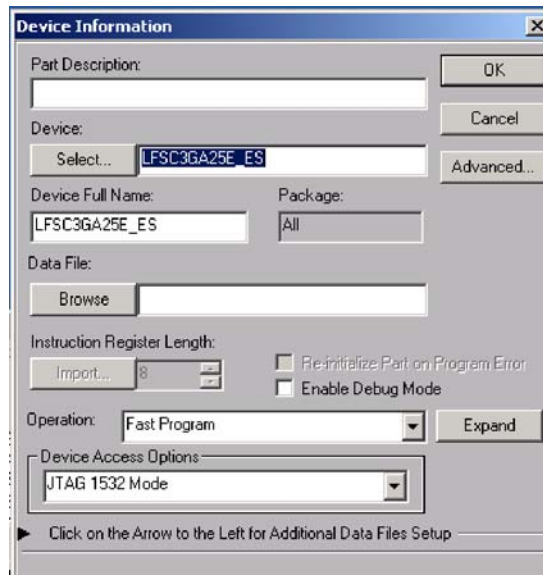 Device Information
Part Description:
OK
Device:
Cancel
Select... LFSC3GA25E_ES
Advanced...
Device Full Name: Package:
LFSC3GA25E_ES All
Data File:
Browse
Instruction Register Length:
Import... 8
Re-initialize Part on Program Error
Enable Debug Mode
Operation: Fast Program Expand
Device Access Options
JTAG 1532 Mode
Click on the Arrow to the Left for Additional Data Files Setup